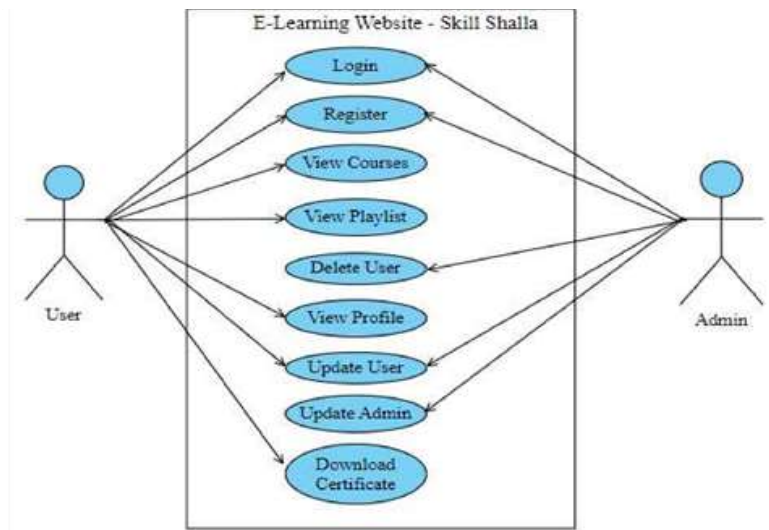 E-Learning Website - Skill Shalla
Login
Register
View Courses
View Playlist
Delete User
View Profile
User
Admin
Update User
Update Admin
Download
Certificate